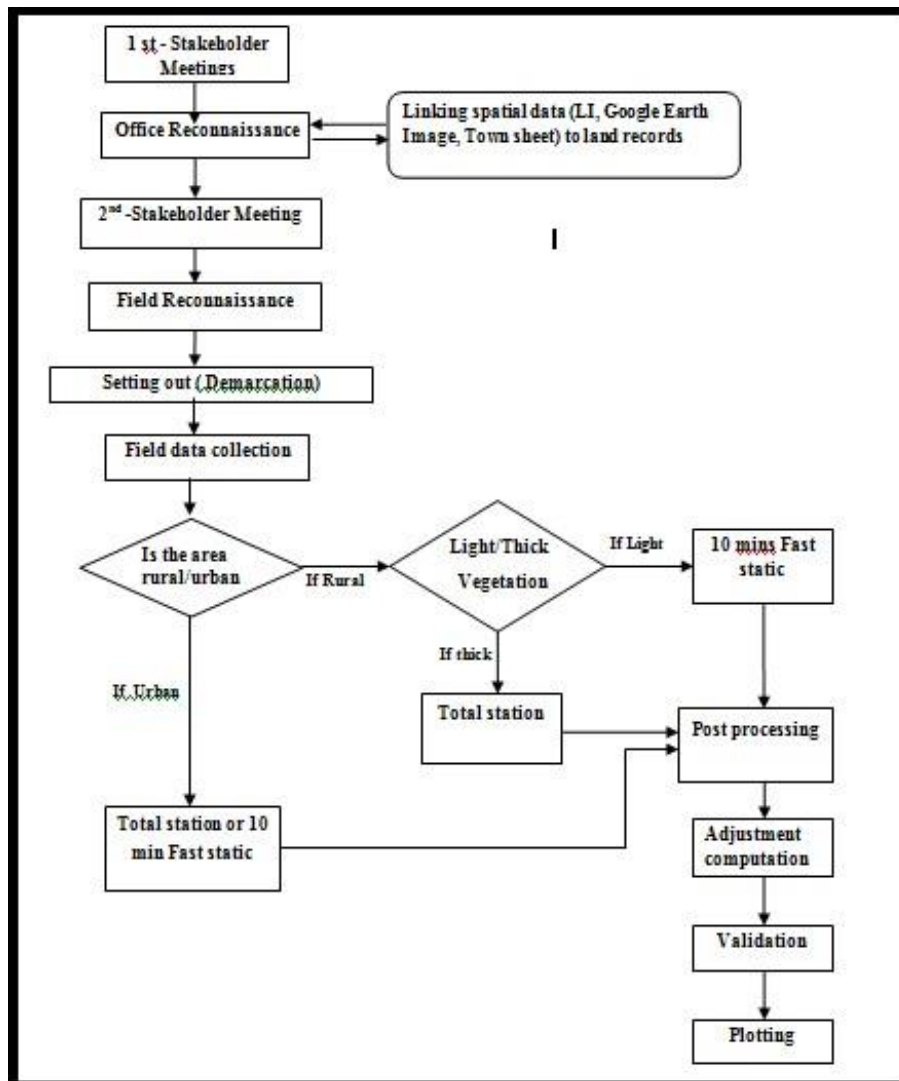 1 st - Stakeholder
Meetings
Office Reconnaissance
Linking spatial data (LI, Google Earth
Image, Town sheet) to land records
2nd -Stakeholder Meeting
Field Reconnaissance
Setting out ( Demarcation)
Field data collection
Is the area
rural/urban
If Rural
Light/Thick
Vegetation
If Light
10 mins Fast
static
If thick
If Urban
Total station
Post processing
Total station or 10
min Fast static
Adjustment
computation
Validation
Plotting